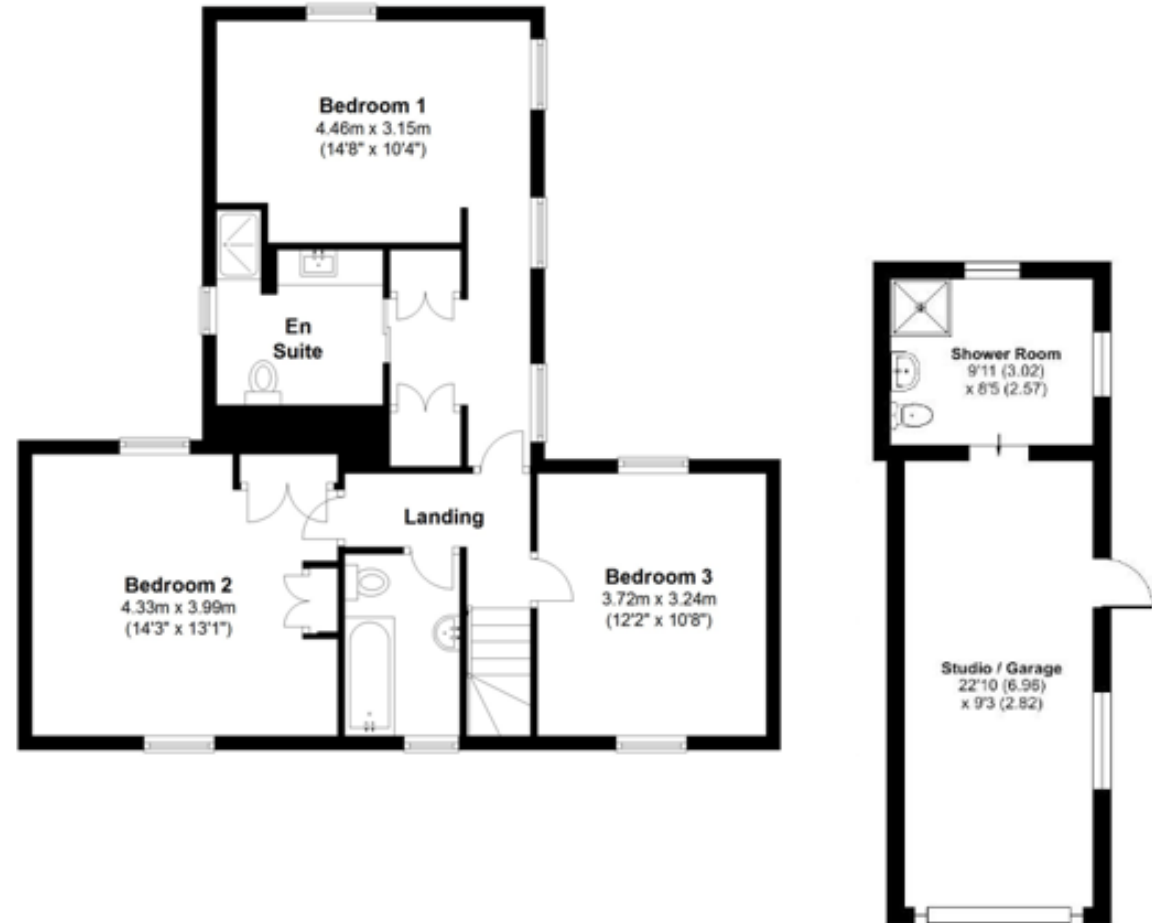 Bedroom 1
4.46m x 3.15m
(14'8" x 10'4")
En
Suite
Landing
Bedroom 2
4.33m x 3.99m
(14'3" x 13'1")
Bedroom 3
3.72m x 3.24m
(12'2" x 10'8")
Shower Room
9'11 (3.02)
x 8'5 (2.57)
Studio / Garage
22'10 (6.96)
x 9'3 (2.82)